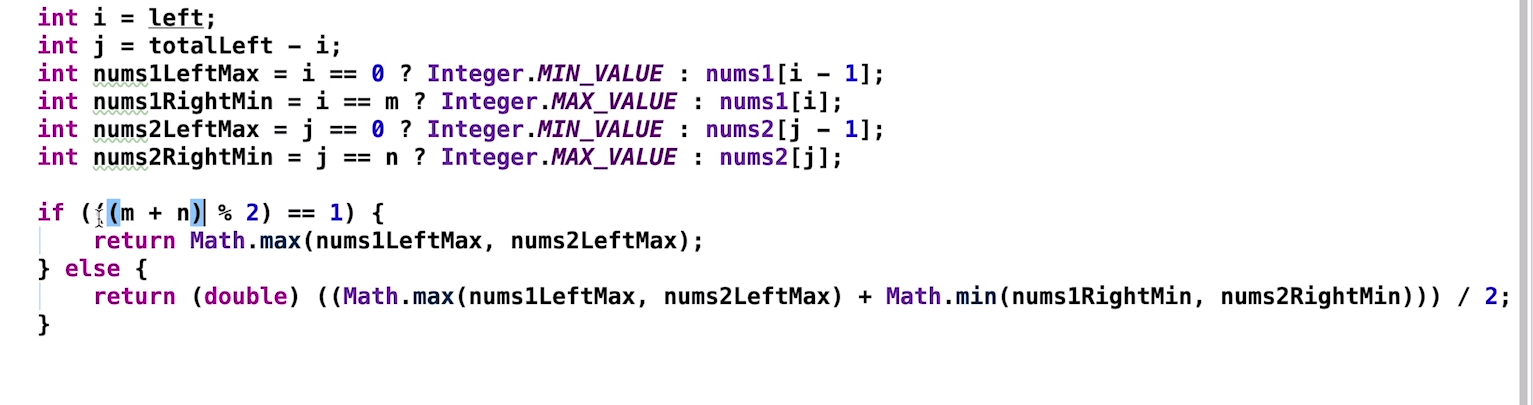 int i = left;
int j = totalLeft - i;
int nums1LeftMax = i == 0 ? Integer.MIN_VALUE : nums1[i - 1];
int nums1RightMin = i == m ? Integer.MAX_VALUE : nums1[i];
int nums2LeftMax = j == 0 ? Integer.MIN_VALUE : nums2[j - 1];
int nums2RightMin = j == n ? Integer.MAX_VALUE : nums2[j];
if (((m + n) % 2) == 1) {
return Math.max(nums1LeftMax, nums2LeftMax);
} else {
return (double) ((Math.max(nums1LeftMax, nums2LeftMax) + Math.min(nums1RightMin, nums2RightMin))) / 2;
}